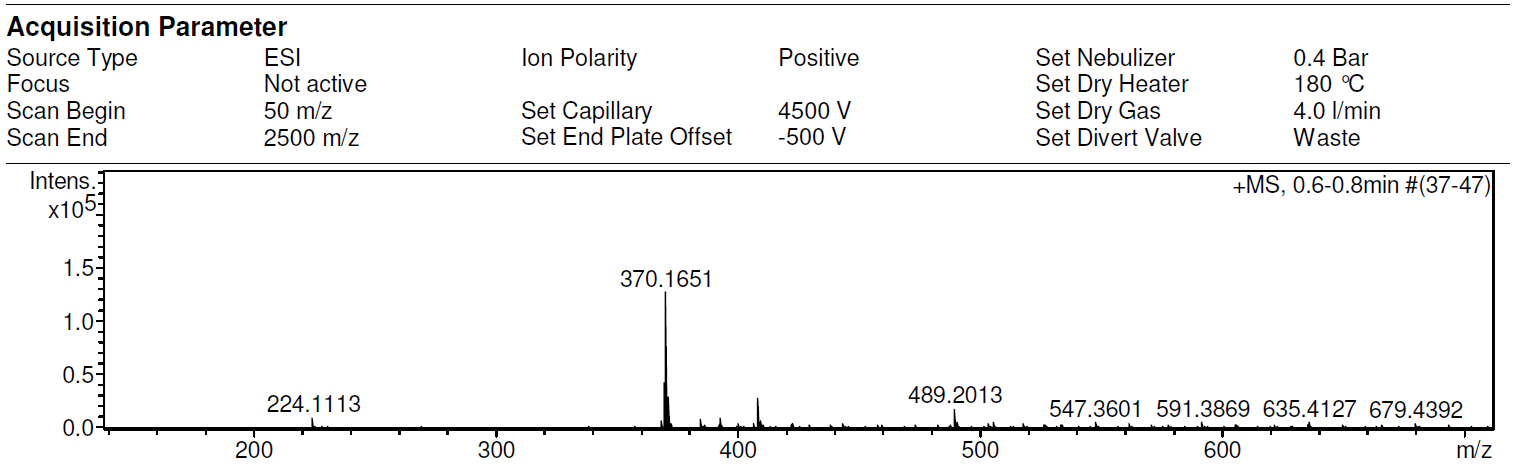 Acquisition Parameter
Source Type ESI Ion Polarity Positive Set Nebulizer 0.4 Bar
Focus Not active Set Dry Heater 180 °C
Scan Begin 50 m/z Set Capillary 4500 V Set Dry Gas 4.0 l/min
Scan End 2500 m/z Set End Plate Offset -500 V Set Divert Valve Waste
Intens. +MS, 0.6-0.8min #(37-47)
x10^5
1.5
370.1651
1.0
0.5
224.1113 489.2013 547.3601 591.3869 635.4127 679.4392
0.0
200 300 400 500 600 m/z